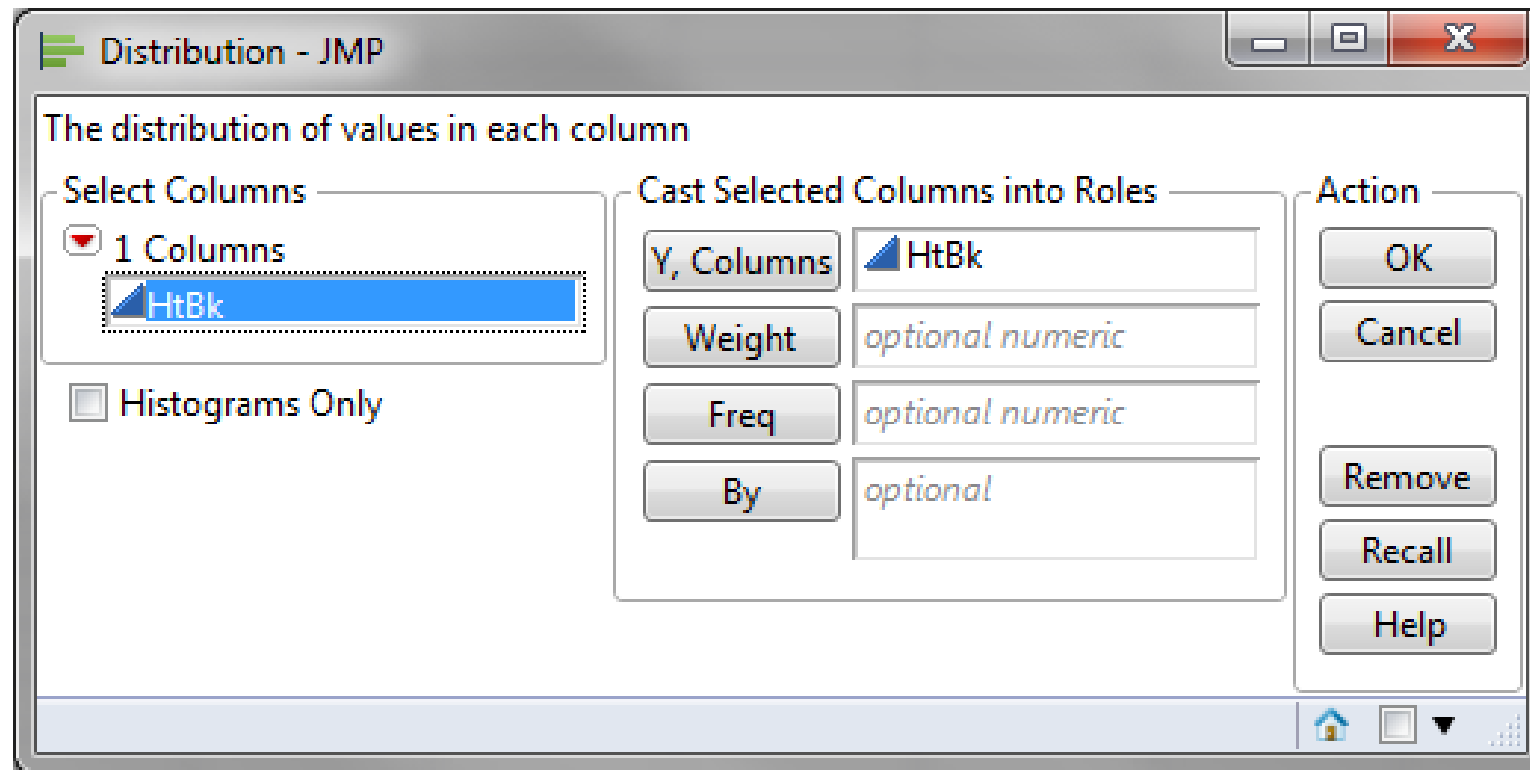 Distribution - JMP
The distribution of values in each column
Select Columns
1 Columns
HtBk
Histograms Only
Cast Selected Columns into Roles
Y, Columns HtBk
Weight optional numeric
Freq optional numeric
By optional
Action
OK
Cancel
Remove
Recall
Help